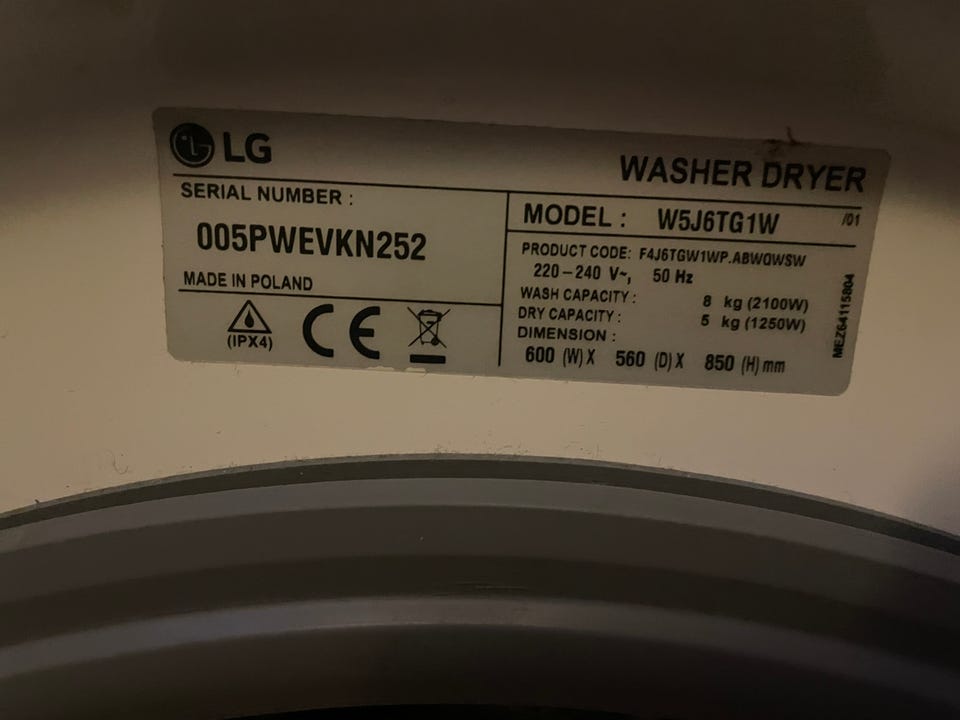 LG
WASHER DRYER
SERIAL NUMBER :
005PWEVKN252
MADE IN POLAND
(IPX4)
CE
MODEL : W5J6TG1W /01
PRODUCT CODE: F4J6TGW1WP.ABWQWSW
220-240 V~, 50 Hz
WASH CAPACITY : 8 kg (2100W)
DRY CAPACITY : 5 kg (1250W)
DIMENSION :
600 (W) X 560 (D) X 850 (H) mm
MEZ64115804